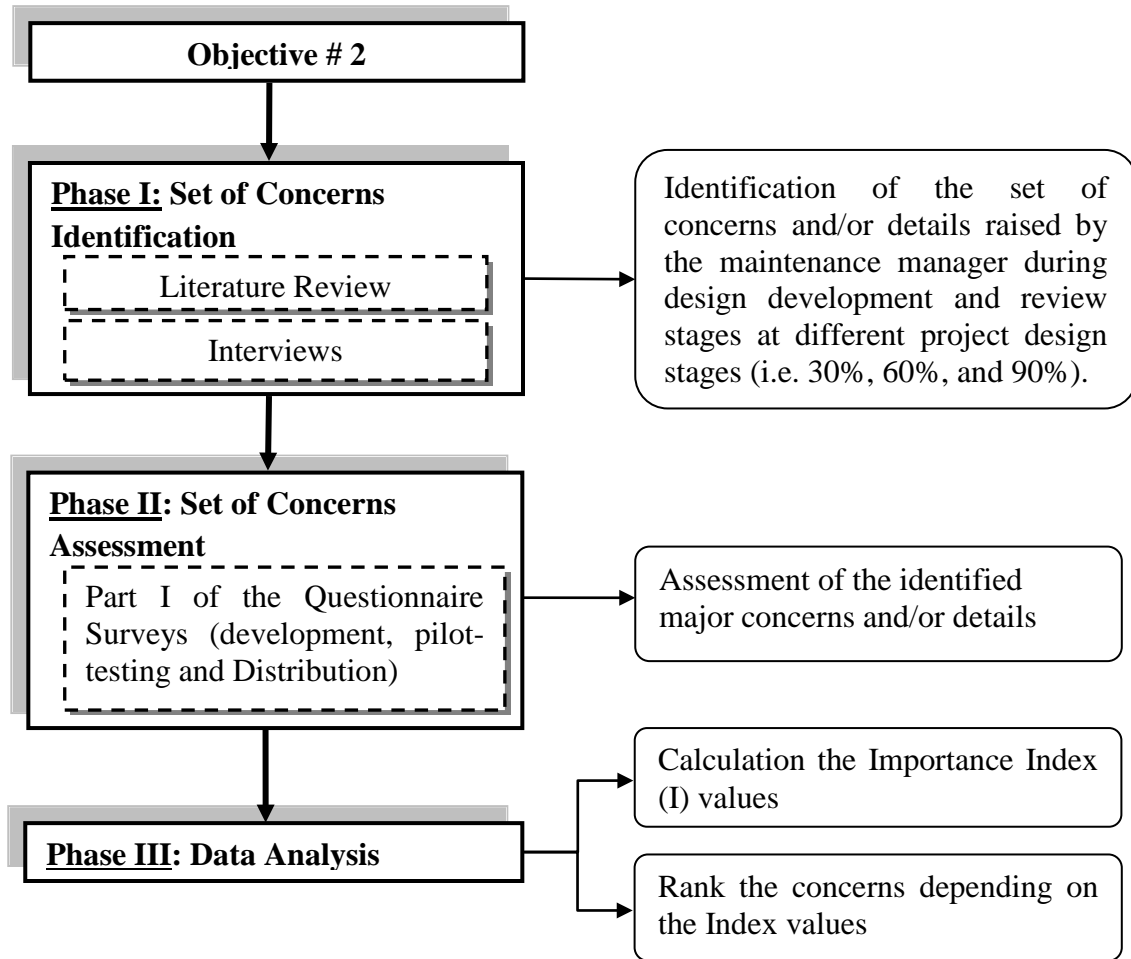 Objective # 2
Phase I: Set of Concerns
Identification
Literature Review
Interviews
Identification of the set of
concerns and/or details raised by
the maintenance manager during
design development and review
stages at different project design
stages (i.e. 30%, 60%, and 90%).
Phase II: Set of Concerns
Assessment
Part I of the Questionnaire
Surveys (development, pilot-
testing and Distribution)
Assessment of the identified
major concerns and/or details
Phase III: Data Analysis
Calculation the Importance Index
(I) values
Rank the concerns depending on
the Index values